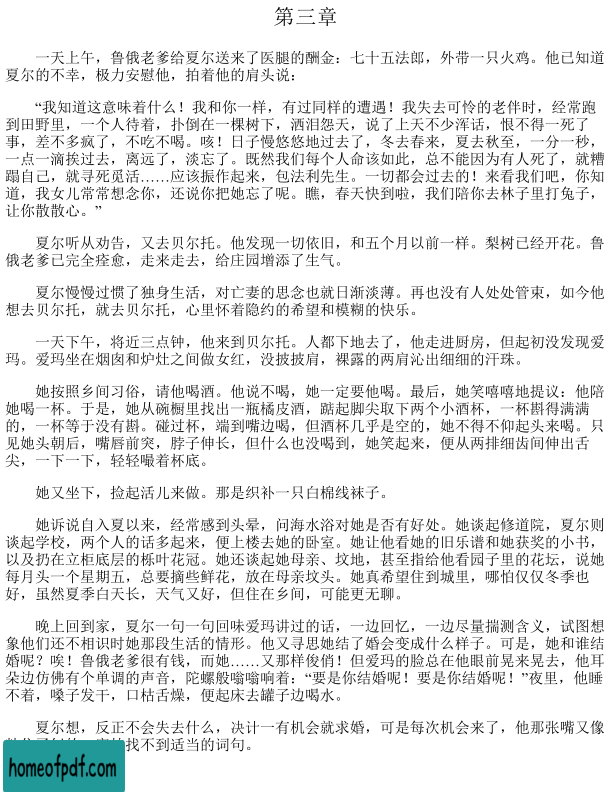 第三章
一天上午，鲁俄老爹给夏尔送来了医腿的酬金：七十五法郎，外带一只火鸡。他已知道
夏尔的不幸，极力安慰他，拍着他的肩头说：
“我知道这意味着什么！我和你一样，有过同样的遭遇！我失去可怜的老伴时，经常跑
到田野里，一个人待着，扑倒在一棵树下，洒泪怨天，说了上天不少浑话，恨不得一死了
事，差不多疯了，不吃不喝。咳！日子慢悠悠地过去了，冬去春来，夏去秋至，一分一秒，
一点一滴挨过去，离远了，淡忘了。既然我们每个人命该如此，总不能因为有人死了，就糟
蹋自己，就寻死觅活……应该振作起来，包法利先生。一切都会过去的！来看我们吧，你知
道，我女儿常常想念你，还说你把她忘了呢。瞧，春天快到啦，我们陪你去林子里打兔子，
让你散散心。”
夏尔听从劝告，又去贝尔托。他发现一切依旧，和五个月以前一样。梨树已经开花。鲁
俄老爹已完全痊愈，走来走去，给庄园增添了生气。
夏尔慢慢过惯了独身生活，对亡妻的思念也就日渐淡薄。再也没有人处处管束，如今他
想去贝尔托，就去贝尔托，心里怀着隐约的希望和模糊的快乐。
一天下午，将近三点钟，他来到贝尔托。人都下地去了，他走进厨房，但起初没发现爱
玛。爱玛坐在烟囱和炉灶之间做女红，没披披肩，裸露的两肩沁出细细的汗珠。
她按照乡间习俗，请他喝酒。他说不喝，她一定要他喝。最后，她笑嘻嘻地提议：他陪
她喝一杯。于是，她从碗橱里找出一瓶橘皮酒，踮起脚尖取下两个小酒杯，一杯斟得满满
的，一杯等于没有斟。碰过杯，端到嘴边喝，但酒杯几乎是空的，她不得不仰起头来喝。只
见她头朝后，嘴唇前突，脖子伸长，但什么也没喝到，她笑起来，便从两排细齿间伸出舌
尖，一下一下，轻轻嘬着杯底。
她又坐下，捡起活儿来做。那是织补一只白棉线袜子。
她诉说自入夏以来，经常感到头晕，问海水浴对她是否有好处。她谈起修道院，夏尔则
谈起学校，两个人的话多起来，便上楼去她的卧室。她让他看她的旧乐谱和她获奖的小书，
以及扔在立柜底层的栎叶花冠。她还谈起她母亲、坟地，甚至指给他看园子里的花坛，说她
每月头一个星期五，总要摘些鲜花，放在母亲坟头。她真希望住到城里，哪怕仅仅冬季也
好，虽然夏季白天长，天气又好，但住在乡间，可能更无聊。
晚上回到家，夏尔一句一句回味爱玛讲过的话，一边回忆，一边尽量揣测含义，试图想
象他们还不相识时她那段生活的情形。他又寻思她结了婚会变成什么样子。可是，她和谁结
婚呢？唉！鲁俄老爹很有钱，而她……又那样俊俏！但爱玛的脸总在他眼前晃来晃去，他耳
朵边仿佛有个单调的声音，陀螺般嗡嗡响着：“要是你结婚呢！要是你结婚呢！”夜里，他睡
不着，嗓子发干，口枯舌燥，便起床去罐子边喝水。
夏尔想，反正不会失去什么，决计一有机会就求婚，可是每次机会来了，他那张嘴又像
找不到适当的词句。
homeofpdf.com